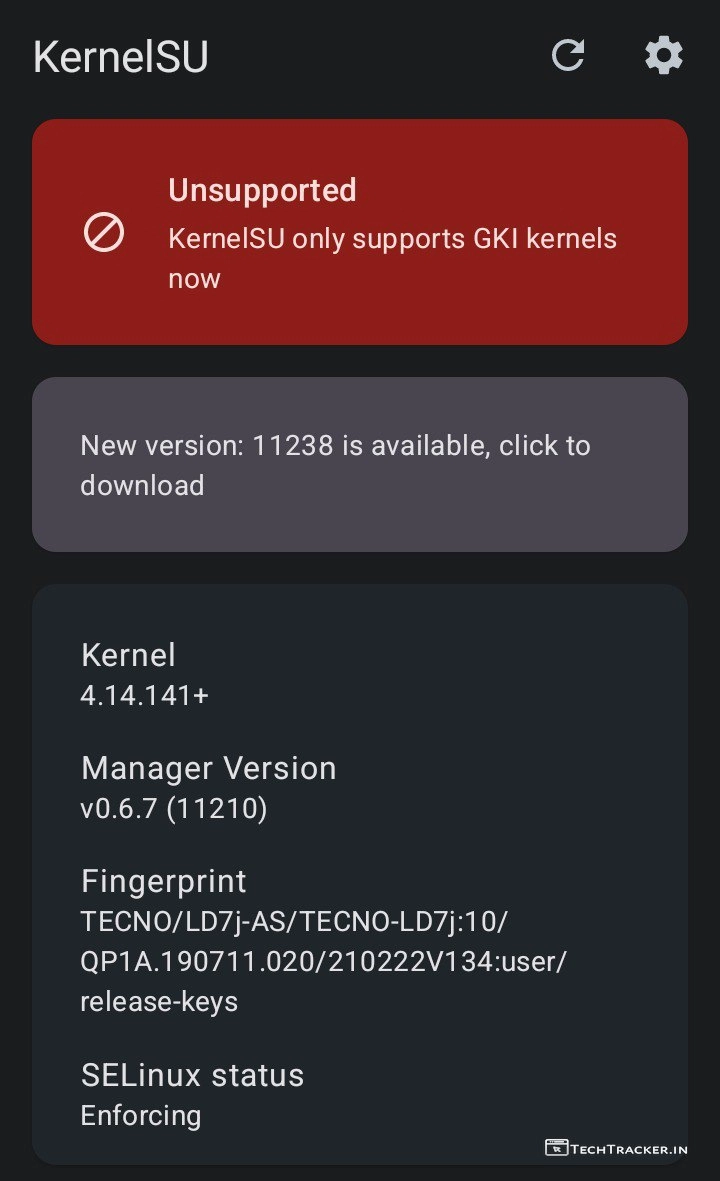 KernelSU
Unsupported
KernelSU only supports GKI kernels
now
New version: 11238 is available, click to
download
Kernel
4.14.141+
Manager Version
v0.6.7 (11210)
Fingerprint
TECNO/LD7j-AS/TECNO-LD7j:10/
QP1A.190711.020/210222V134:user/
release-keys
SELinux status
Enforcing
TECHTRACKER.IN